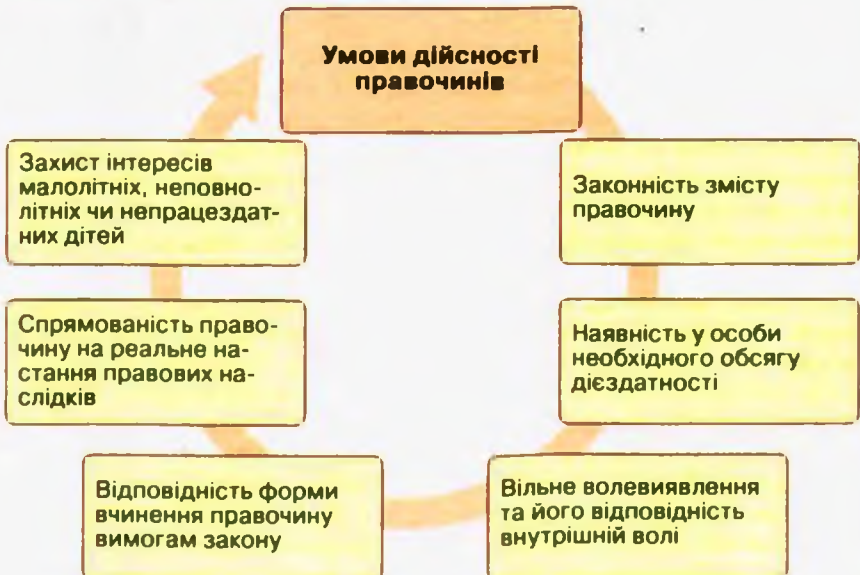 Умови дійсності
правочинів
Законність змісту
правочину
Наявність у особи
необхідного обсягу
дієздатності
Вільне волевиявлення
та його відповідність
внутрішній волі
Відповідність форми
вчинення правочину
вимогам закону
Спрямованість право-
чину на реальне на-
стання правових на-
слідків
Захист інтересів
малолітніх, неповно-
літніх чи непрацездат-
них дітей